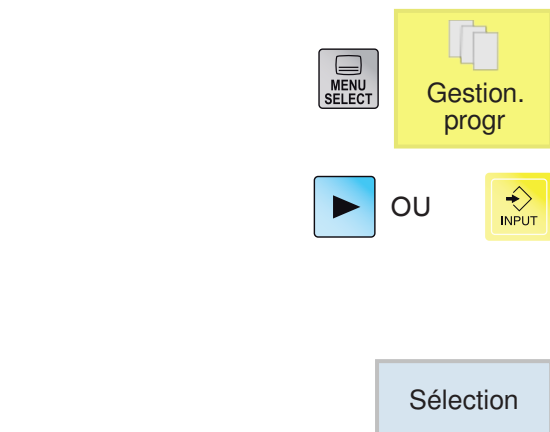 MENU
SELECT
Gestion.
progr
OU
INPUT
Sélection